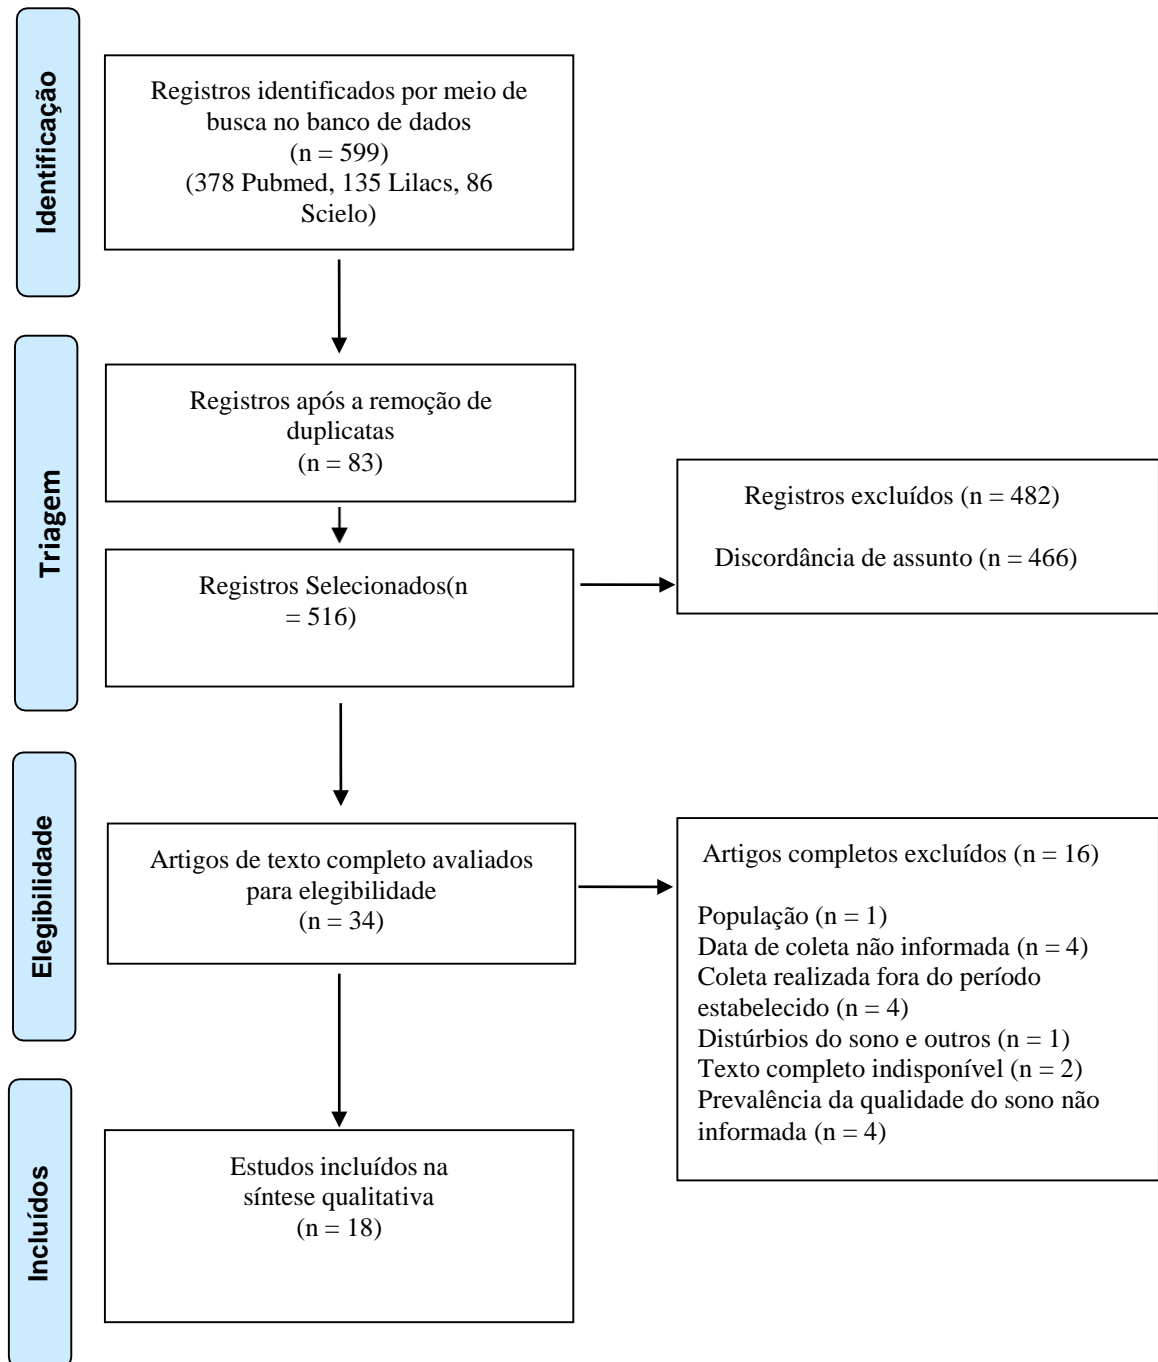 Identificação
Registros identificados por meio de
busca no banco de dados
(n = 599)
(378 Pubmed, 135 Lilacs, 86
Scielo)
Triagem
Registros após a remoção de
duplicatas
(n = 83)
Registros Selecionados(n
= 516)
Registros excluídos (n = 482)
Discordância de assunto (n = 466)
Elegibilidade
Artigos de texto completo avaliados
para elegibilidade
(n = 34)
Artigos completos excluídos (n = 16)
População (n = 1)
Data de coleta não informada (n = 4)
Coleta realizada fora do período
estabelecido (n = 4)
Distúrbios do sono e outros (n = 1)
Texto completo indisponível (n = 2)
Prevalência da qualidade do sono não
informada (n = 4)
Incluídos
Estudos incluídos na
síntese qualitativa
(n = 18)